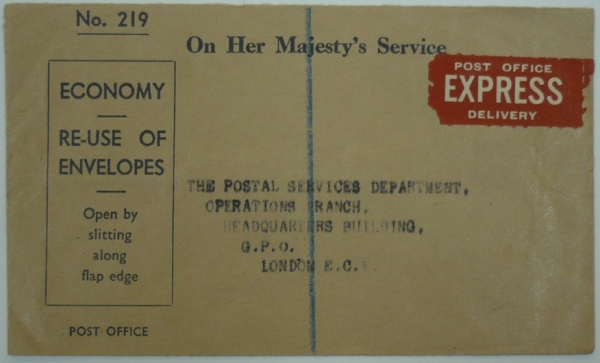 No. 219
On Her Majesty's Service
POST OFFICE
EXPRESS
DELIVERY
ECONOMY
RE-USE OF
ENVELOPES
Open by
slitting
along
flap edge
POST OFFICE
THE POSTAL SERVICES DEPARTMENT,
OPERATIONS BRANCH,
HEADQUARTERS BUILDING,
G.P.O.
LONDON E.C.